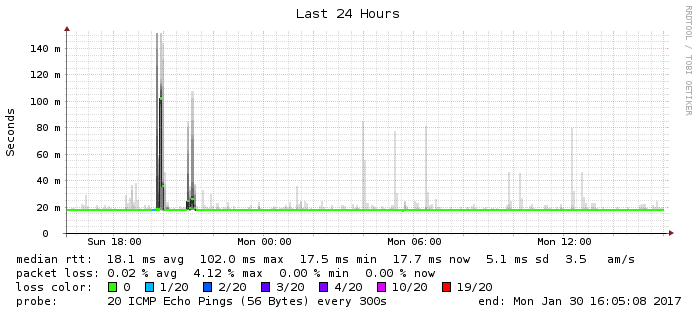 Last 24 Hours
RRDTOOL / TOBI OETIKER
Seconds
140 m
120 m
100 m
80 m
60 m
40 m
20 m
0
Sun 18:00 Mon 00:00 Mon 06:00 Mon 12:00
median rtt: 18.1 ms avg 102.0 ms max 17.5 ms min 17.7 ms now 5.1 ms sd 3.5 am/s
packet loss: 0.02 % avg 4.12 % max 0.00 % min 0.00 % now
loss color: 0 1/20 2/20 3/20 4/20 10/20 19/20
probe: 20 ICMP Echo Pings (56 Bytes) every 300s end: Mon Jan 30 16:05:08 2017